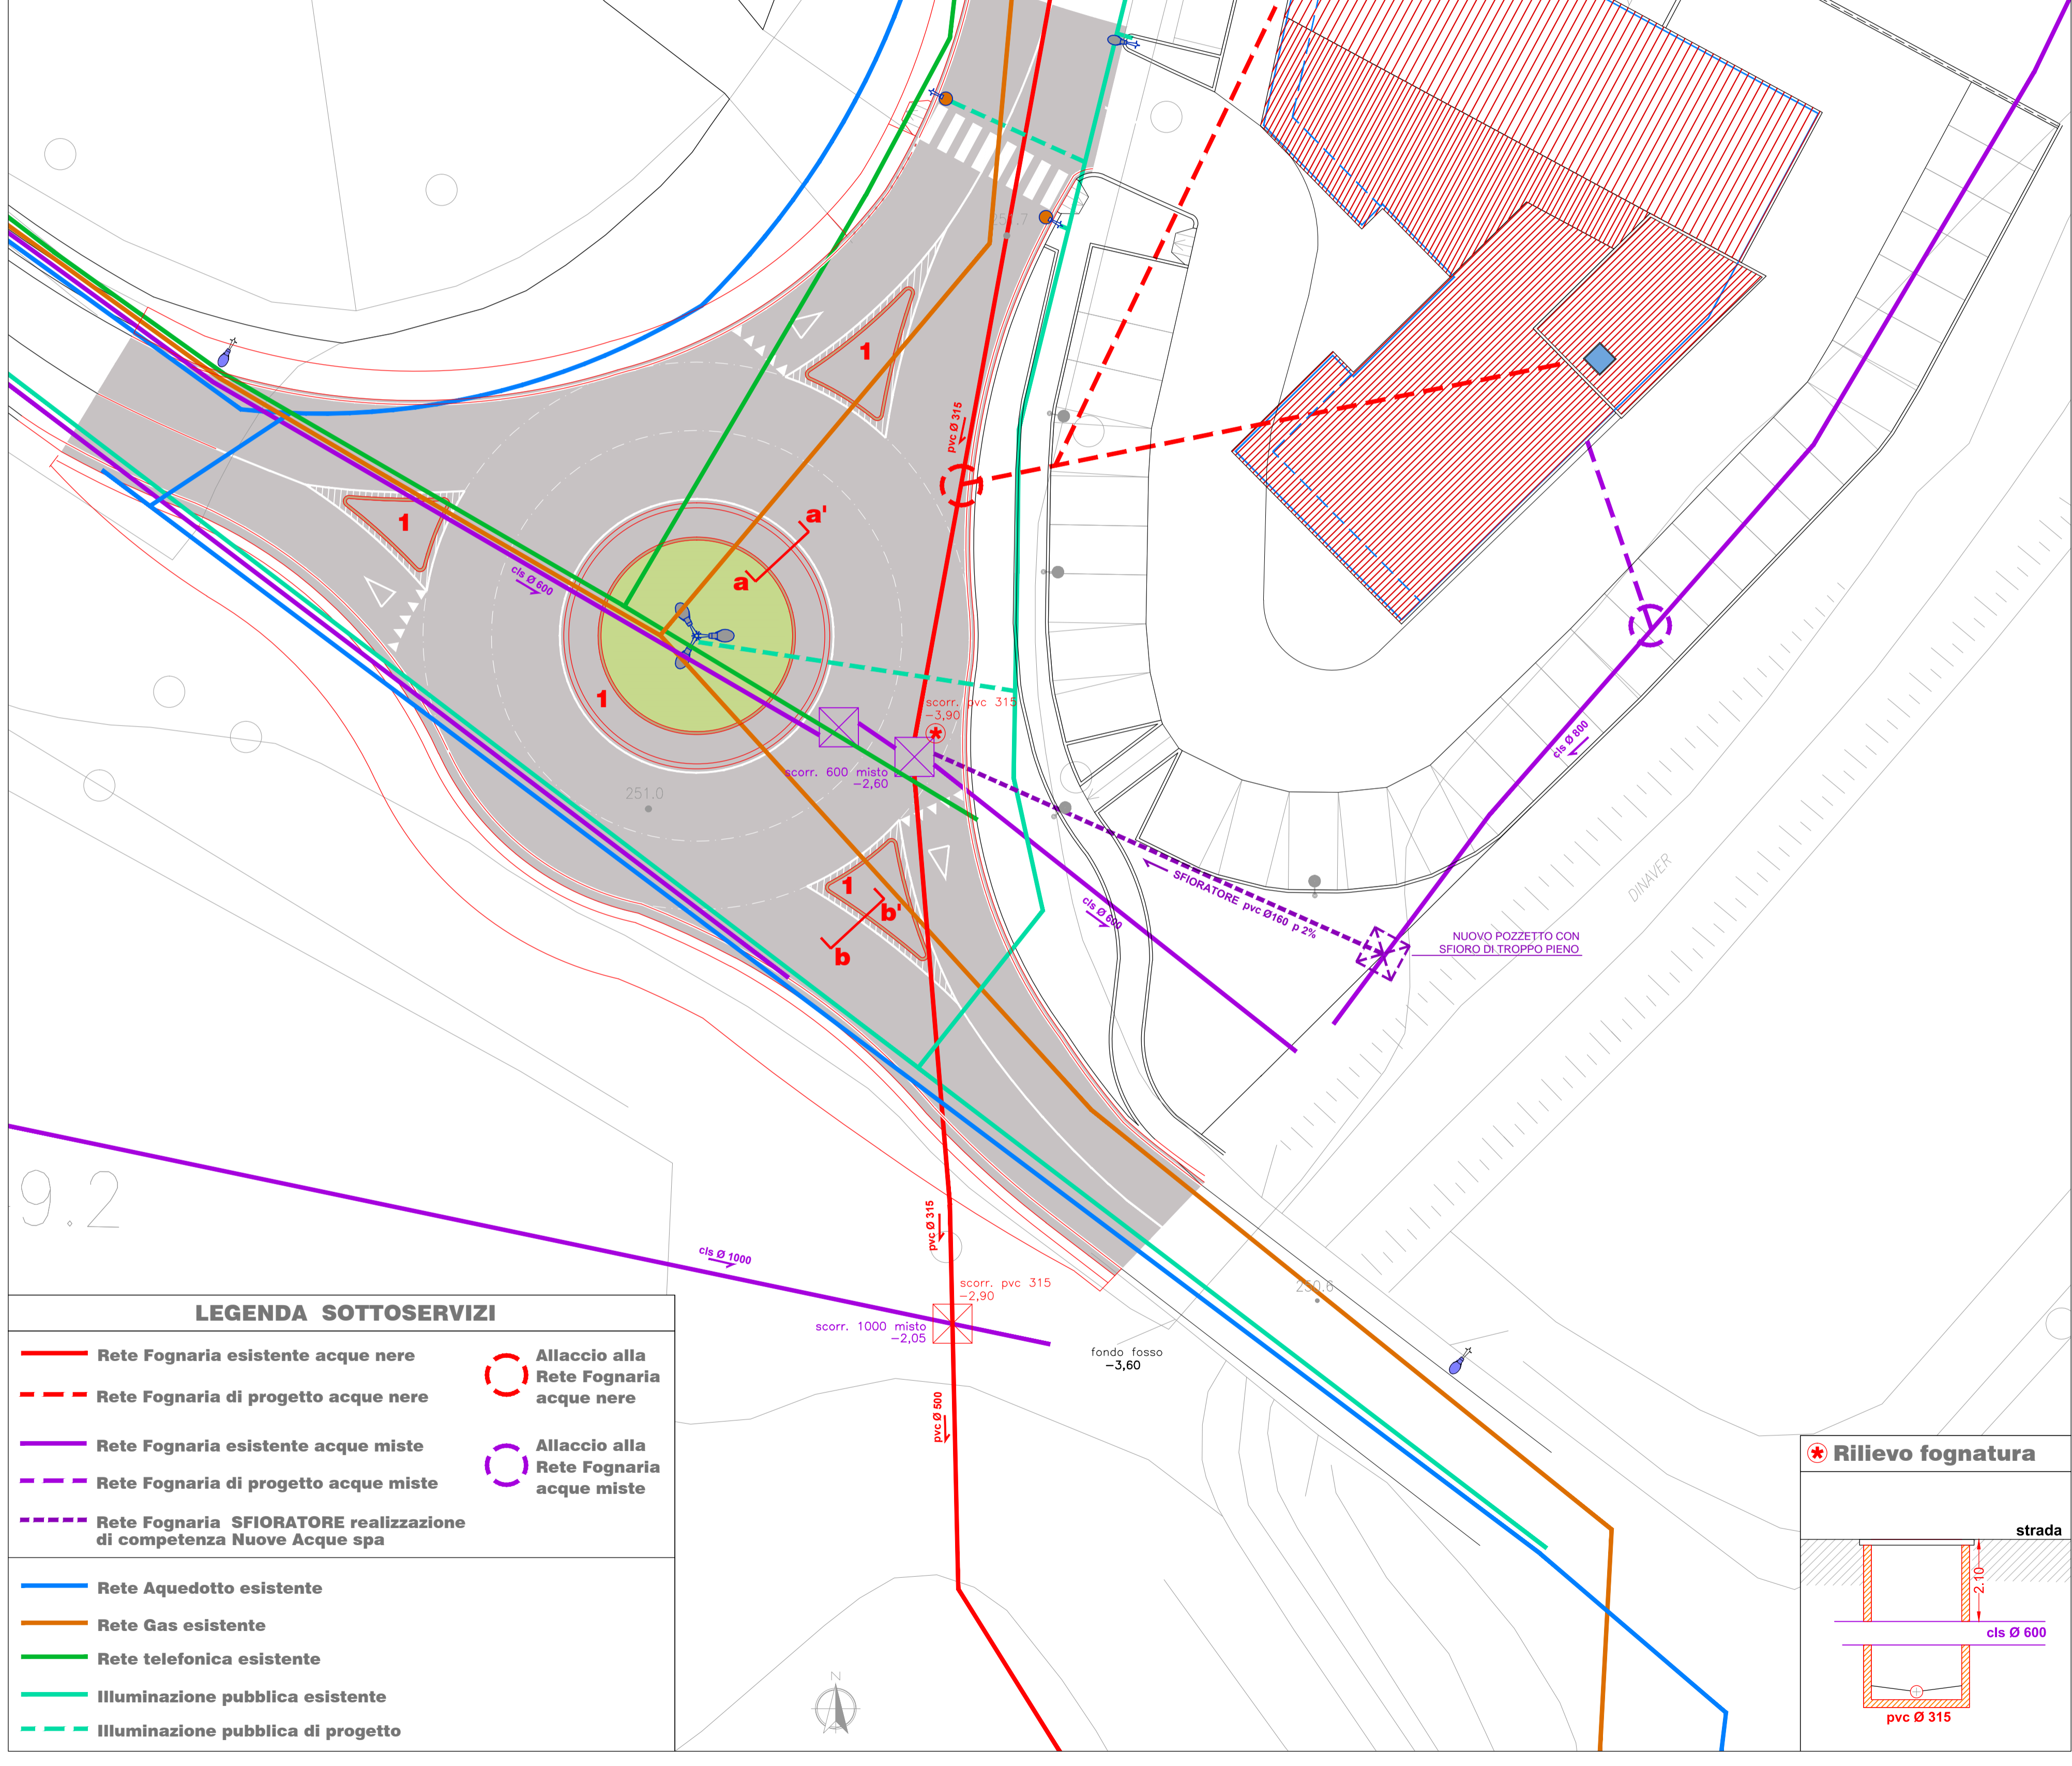 251.7
1
pvc Ø 315
1
a'
a
cls Ø 600
1
scorr. pvc 315
-3,90
*
scorr. 600 misto
-2,60
251.0
cls Ø 800
DINAVER
1
b'
b
cls Ø 600
SFIORATORE pvc Ø160 p 2%
NUOVO POZZETTO CON
SFIORO DI TROPPO PIENO
9.2
pvc Ø 315
cls Ø 1000
scorr. pvc 315
-2,90
scorr. 1000 misto
-2,05
250.6
fondo fosso
-3,60
pvc Ø 500
N
LEGENDA SOTTOSERVIZI
Rete Fognaria esistente acque nere
Rete Fognaria di progetto acque nere
Allaccio alla
Rete Fognaria
acque nere
Rete Fognaria esistente acque miste
Rete Fognaria di progetto acque miste
Allaccio alla
Rete Fognaria
acque miste
Rete Fognaria SFIORATORE realizzazione
di competenza Nuove Acque spa
Rete Aquedotto esistente
Rete Gas esistente
Rete telefonica esistente
Illuminazione pubblica esistente
Illuminazione pubblica di progetto
* Rilievo fognatura
strada
2.10
cls Ø 600
pvc Ø 315